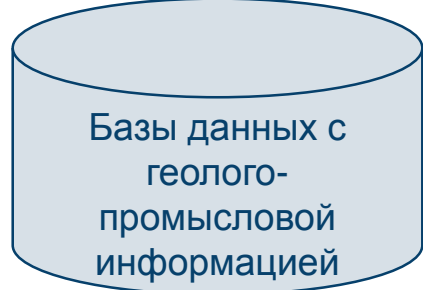 Базы данных с
геолого-
промысловой
информацией